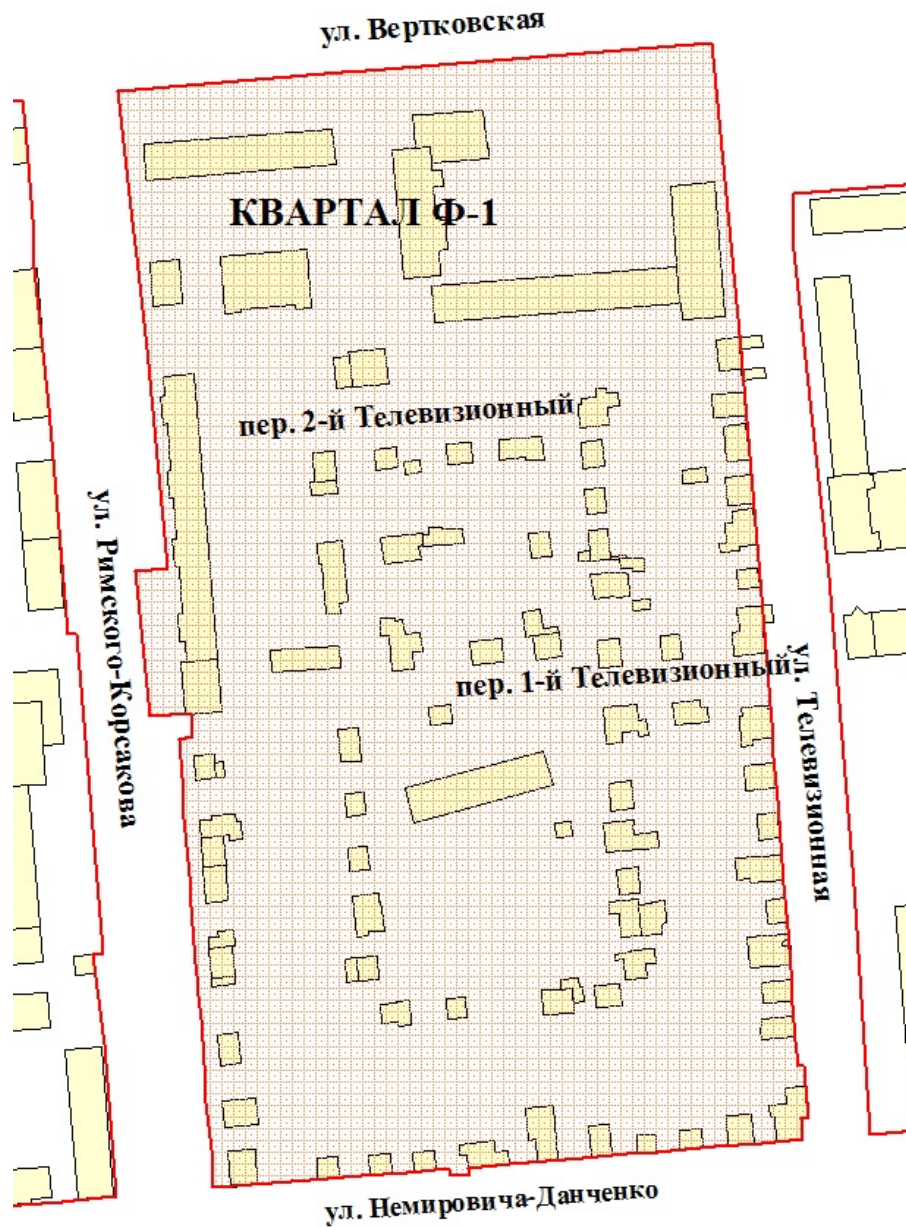 ул. Вертковская
КВАРТАЛ Ф-1
пер. 2-й Телевизионный
ул. Римского-Корсакова
пер. 1-й Телевизионный
ул. Телевизионная
ул. Немировича-Данченко